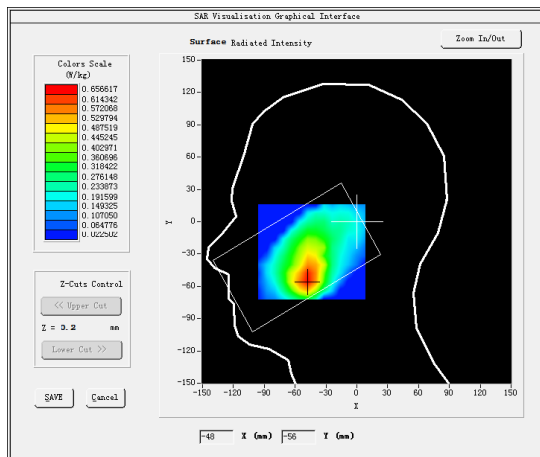 SAR Visualisation Graphical Interface
Surface Radiated Intensity
Zoom In/Out
Colors Scale
(W/kg)
0.656617
0.614342
0.572068
0.529794
0.487519
0.445245
0.402971
0.360696
0.318422
0.276148
0.233873
0.191599
0.149325
0.107050
0.064776
0.022502
Z-Cuts Control
<< Upper Cut
Z = 0.2 mm
Lower Cut >>
SAVE
Cancel
150
120
90
60
30
0
-30
-60
-90
-120
-150
Y
-150 -120 -90 -60 -30 0 30 60 90 120 150
X
-48 X (mm) -56 Y (mm)